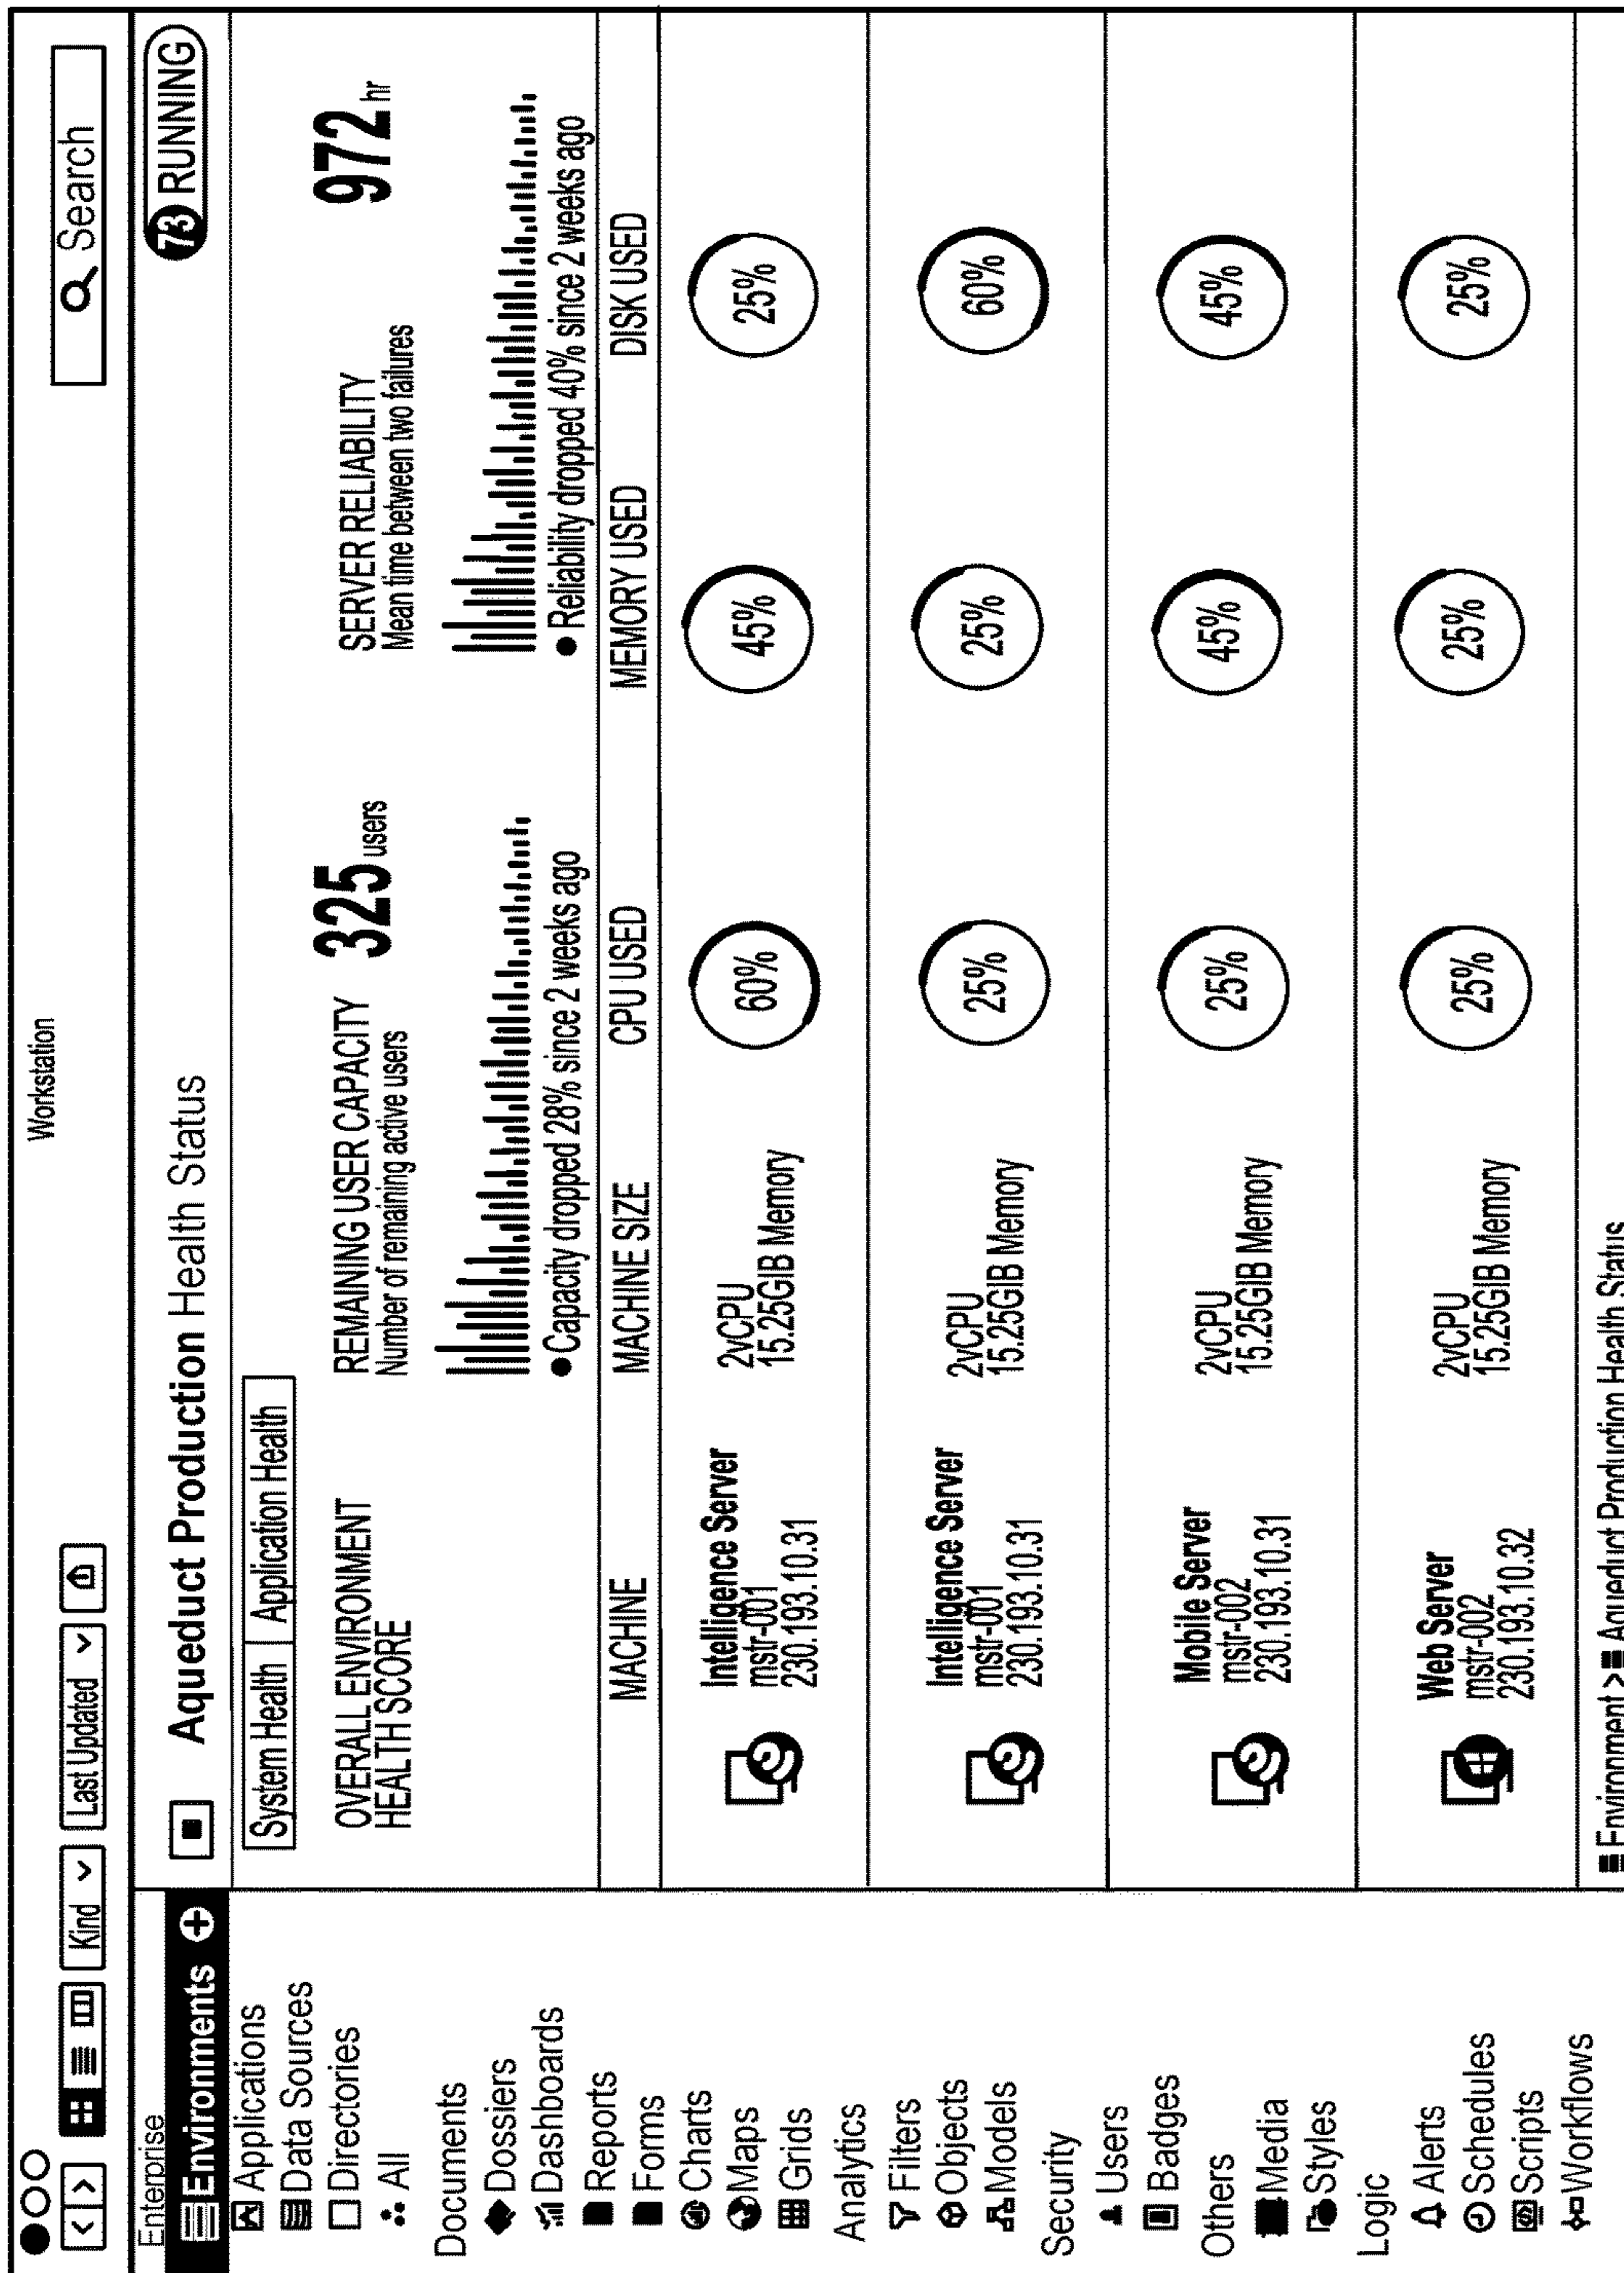 Workstation
Kind
Last Updated
Search
Enterprise
Environments
Applications
Data Sources
Directories
All
Documents
Dossiers
Dashboards
Reports
Forms
Charts
Maps
Grids
Analytics
Filters
Objects
Models
Security
Users
Badges
Others
Media
Styles
Logic
Alerts
Schedules
Scripts
Workflows
Aqueduct Production Health Status
73 RUNNING
System Health Application Health
OVERALL ENVIRONMENT
HEALTH SCORE
REMAINING USER CAPACITY
Number of remaining active users
325 users
● Capacity dropped 28% since 2 weeks ago
SERVER RELIABILITY
Mean time between two failures
972 hr
● Reliability dropped 40% since 2 weeks ago
MACHINE MACHINE SIZE CPU USED MEMORY USED DISK USED
Intelligence Server
mstr-001
230.193.10.31
2vCPU
15.25GIB Memory
60% 45% 25%
Intelligence Server
mstr-001
230.193.10.31
2vCPU
15.25GIB Memory
25% 25% 60%
Mobile Server
mstr-002
230.193.10.31
2vCPU
15.25GIB Memory
25% 45% 45%
Web Server
mstr-002
230.193.10.32
2vCPU
15.25GIB Memory
25% 25% 25%
Environment > Aqueduct Production Health Status